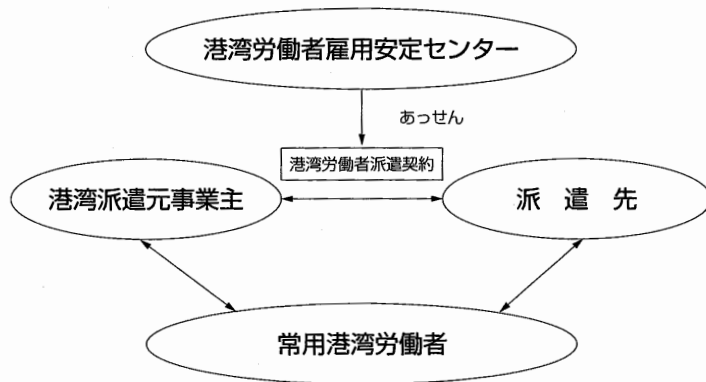 港湾労働者雇用安定センター
あっせん
港湾労働者派遣契約
港湾派遣元事業主
派　遣　先
常用港湾労働者